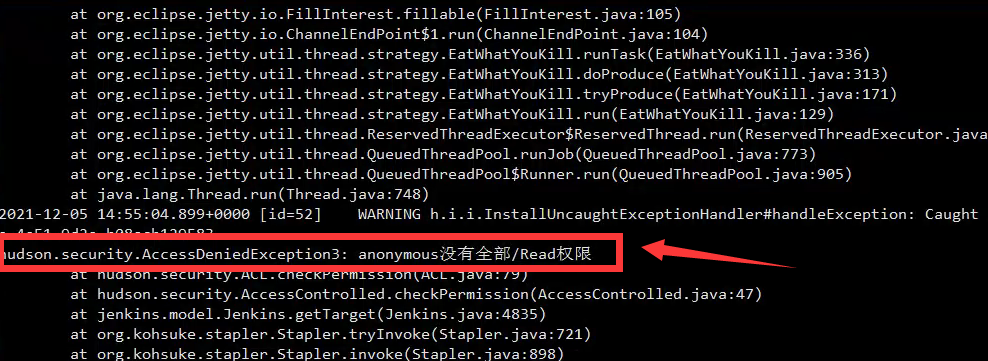 at org.eclipse.jetty.io.FillInterest.fillable(FillInterest.java:105)
at org.eclipse.jetty.io.ChannelEndPoint$1.run(ChannelEndPoint.java:104)
at org.eclipse.jetty.util.thread.strategy.EatWhatYouKill.runTask(EatWhatYouKill.java:336)
at org.eclipse.jetty.util.thread.strategy.EatWhatYouKill.doProduce(EatWhatYouKill.java:313)
at org.eclipse.jetty.util.thread.strategy.EatWhatYouKill.tryProduce(EatWhatYouKill.java:171)
at org.eclipse.jetty.util.thread.strategy.EatWhatYouKill.run(EatWhatYouKill.java:129)
at org.eclipse.jetty.util.thread.ReservedThreadExecutor$ReservedThread.run(ReservedThreadExecutor.java
at org.eclipse.jetty.util.thread.QueuedThreadPool.runJob(QueuedThreadPool.java:773)
at org.eclipse.jetty.util.thread.QueuedThreadPool$Runner.run(QueuedThreadPool.java:905)
at java.lang.Thread.run(Thread.java:748)
2021-12-05 14:55:04.899+0000 [id=52] WARNING h.i.i.InstallUncaughtExceptionHandler#handleException: Caught
hudson.security.AccessDeniedException3: anonymous没有全部/Read权限
at hudson.security.ACL.checkPermission(ACL.java:79)
at hudson.security.AccessControlled.checkPermission(AccessControlled.java:47)
at jenkins.model.Jenkins.getTarget(Jenkins.java:4835)
at org.kohsuke.stapler.Stapler.tryInvoke(Stapler.java:721)
at org.kohsuke.stapler.Stapler.invoke(Stapler.java:898)